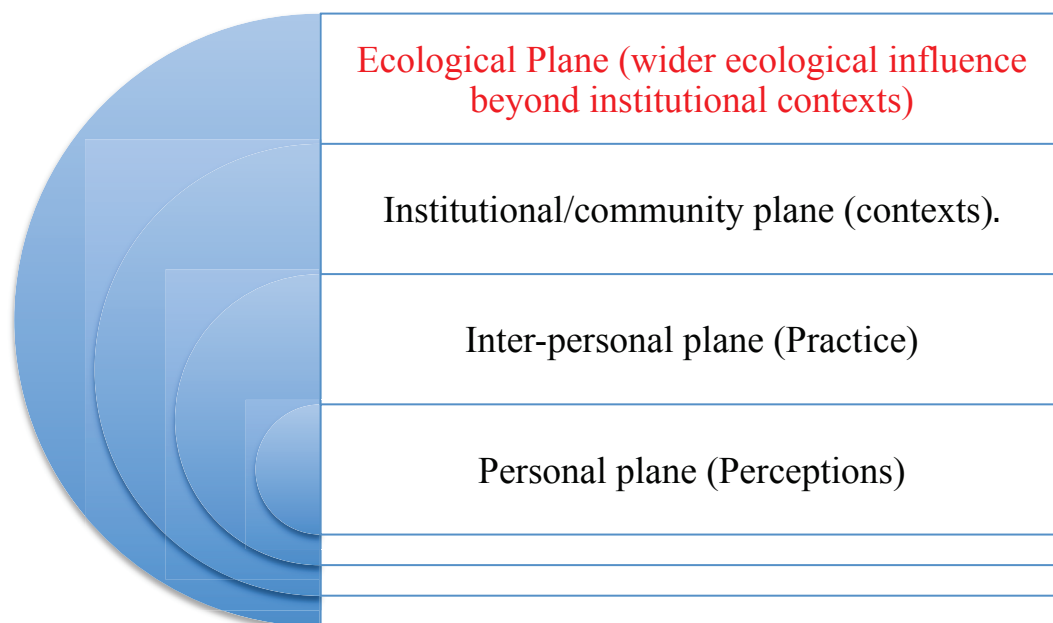 Ecological Plane (wider ecological influence
beyond institutional contexts)
Institutional/community plane (contexts).
Inter-personal plane (Practice)
Personal plane (Perceptions)